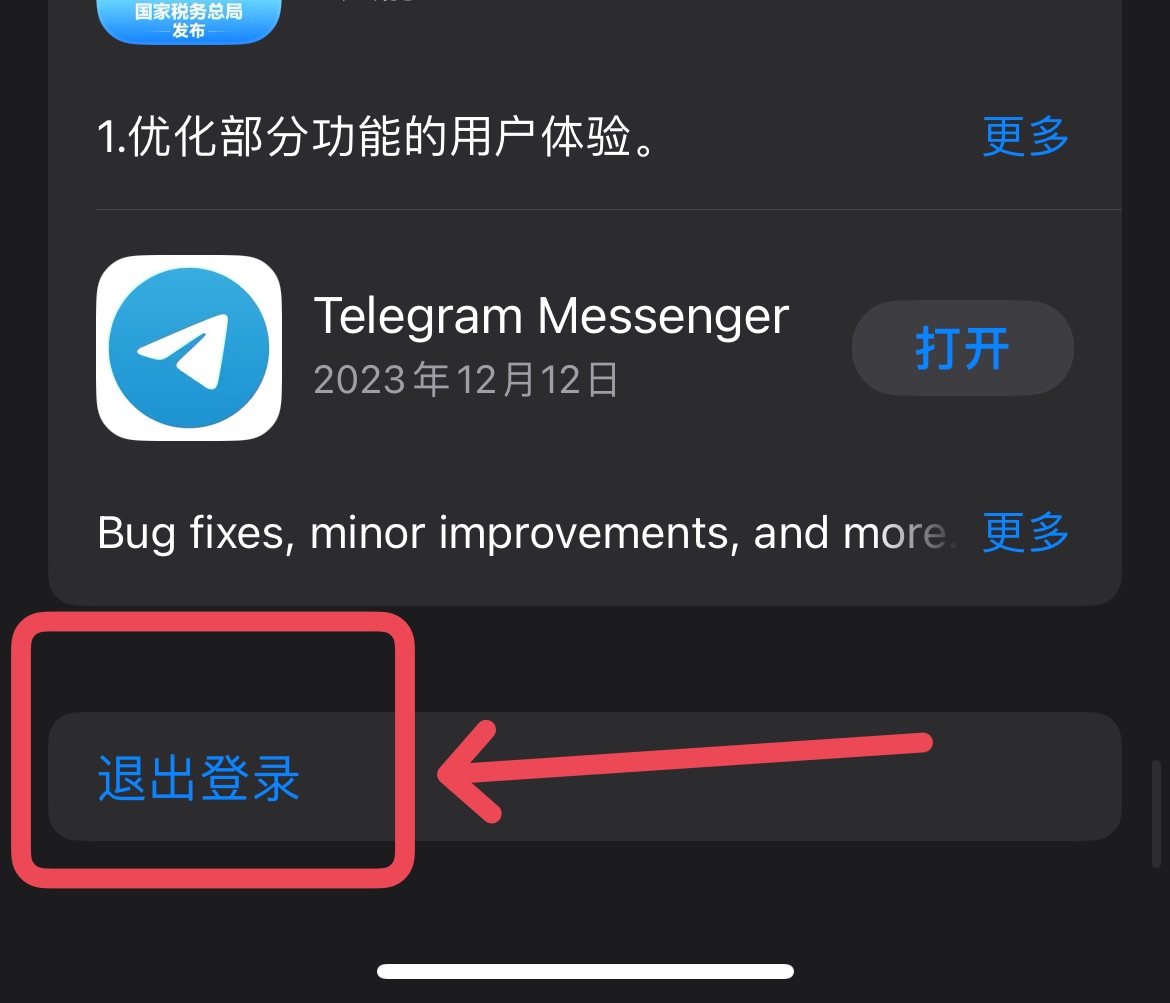 国家税务总局
发布
1.优化部分功能的用户体验。
更多
Telegram Messenger
2023年12月12日
打开
Bug fixes, minor improvements, and more.
更多
退出登录